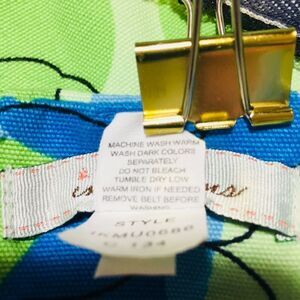 MACHINE WASH WARM
WASH DARK COLORS
SEPARATELY
DO NOT BLEACH
TUMBLE DRY LOW
WARM IRON IF NEEDED
REMOVE BELT BEFORE
WASHING
STYLE